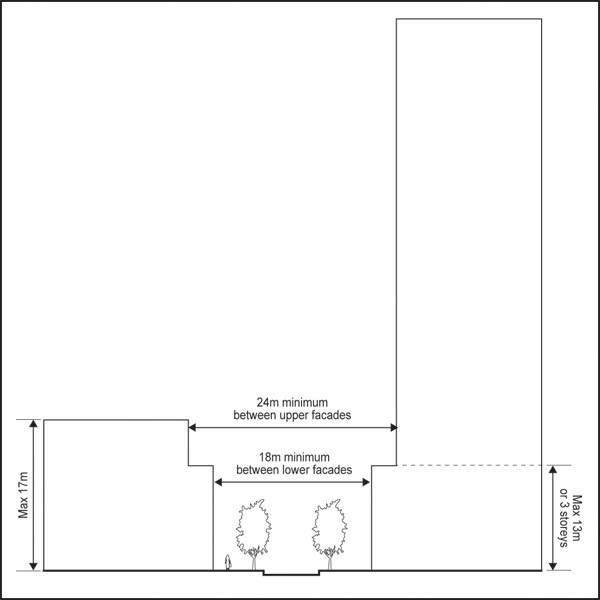 24m minimum
between upper facades
18m minimum
between lower facades
Max 17m
Max 13m
or 3 storeys